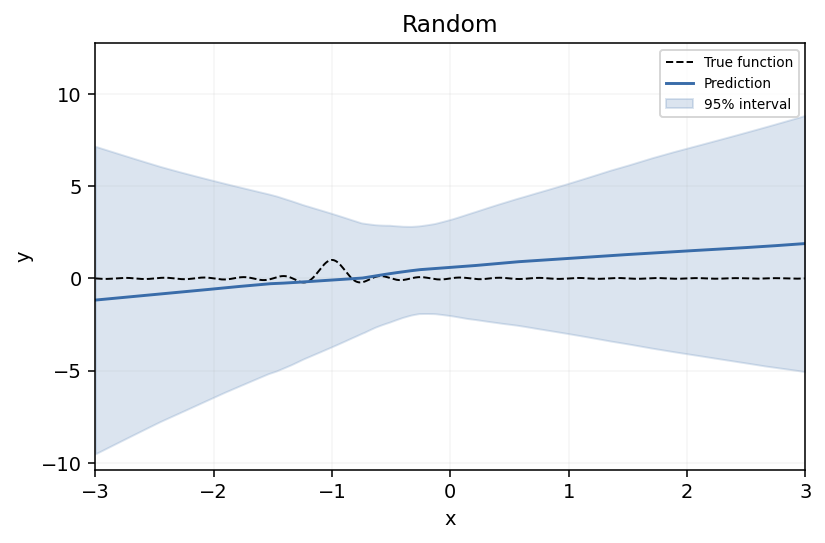 Random
True function
Prediction
95% interval
10
5
0
−5
−10
y
−3
−2
−1
0
1
2
3
x